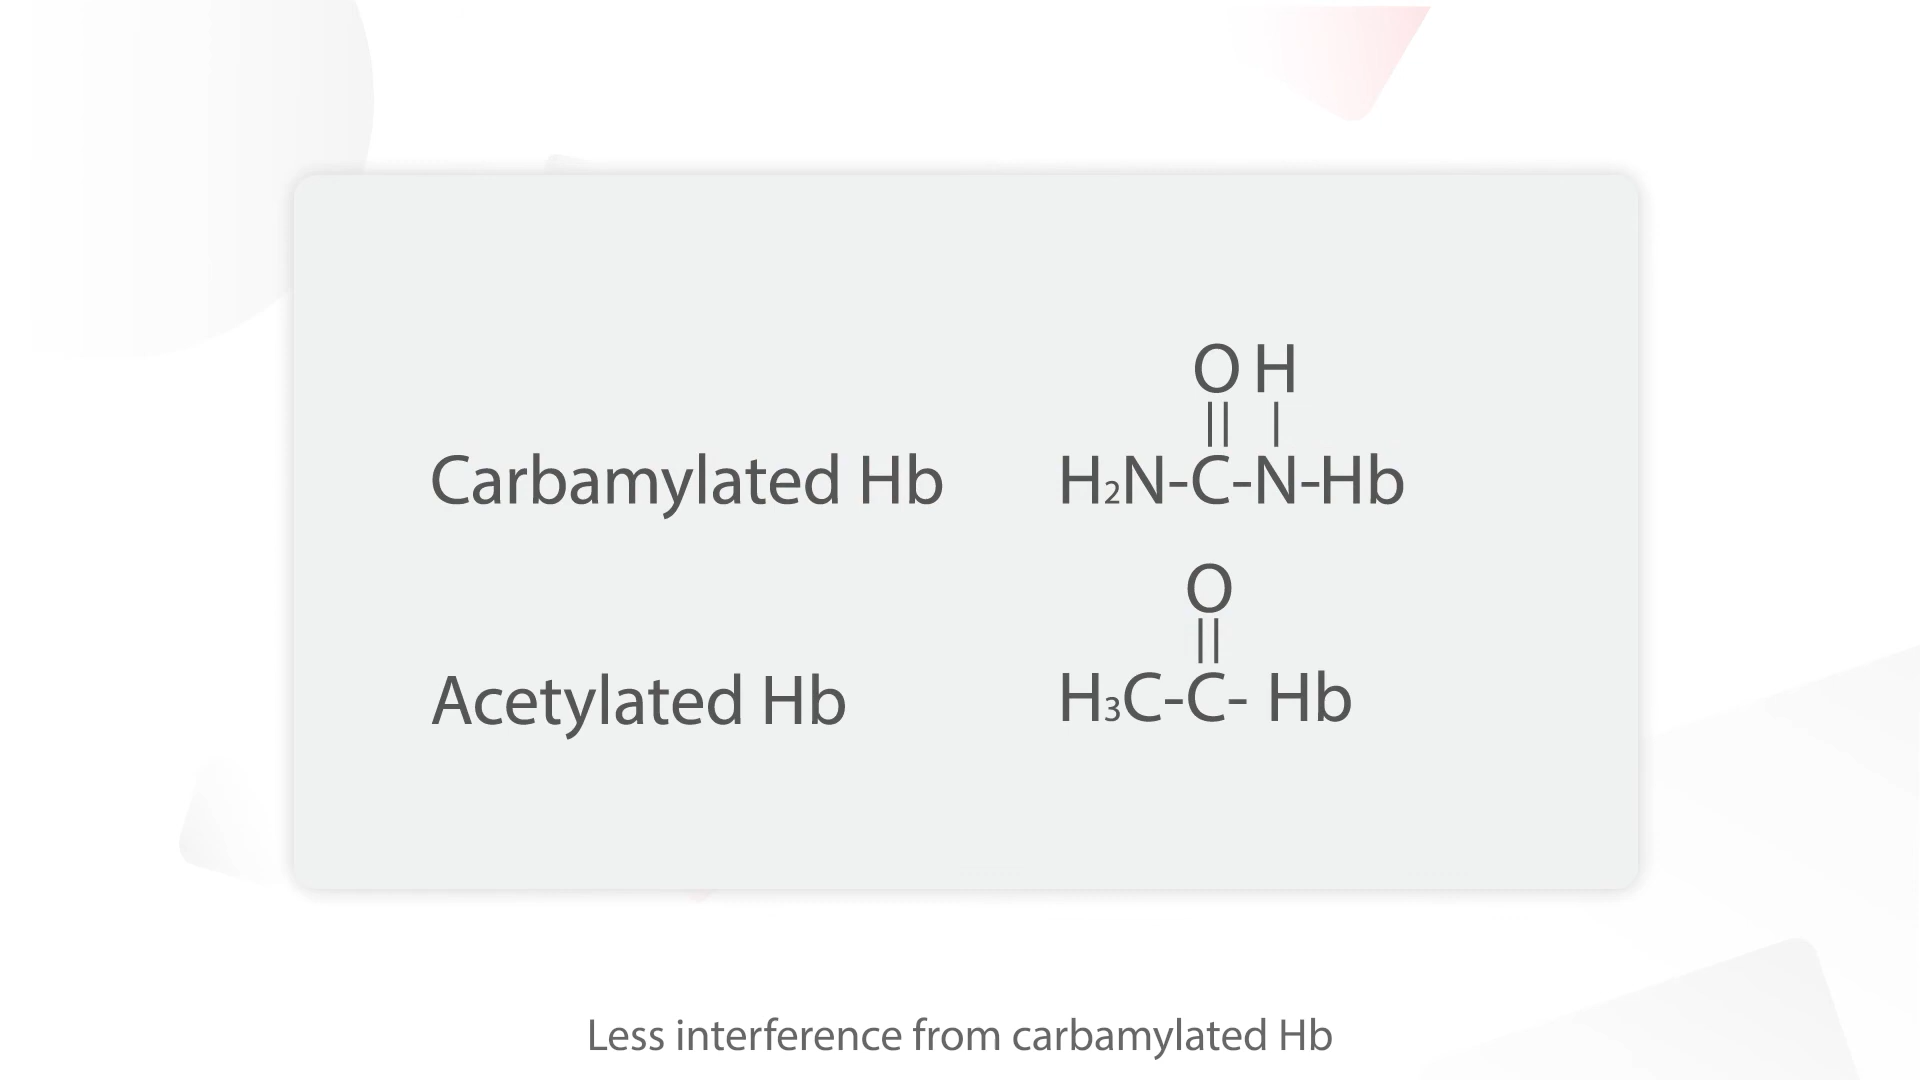 O H
|| |
Carbamylated Hb H₂N-C-N-Hb
O
||
Acetylated Hb H₃C-C- Hb
Less interference from carbamylated Hb